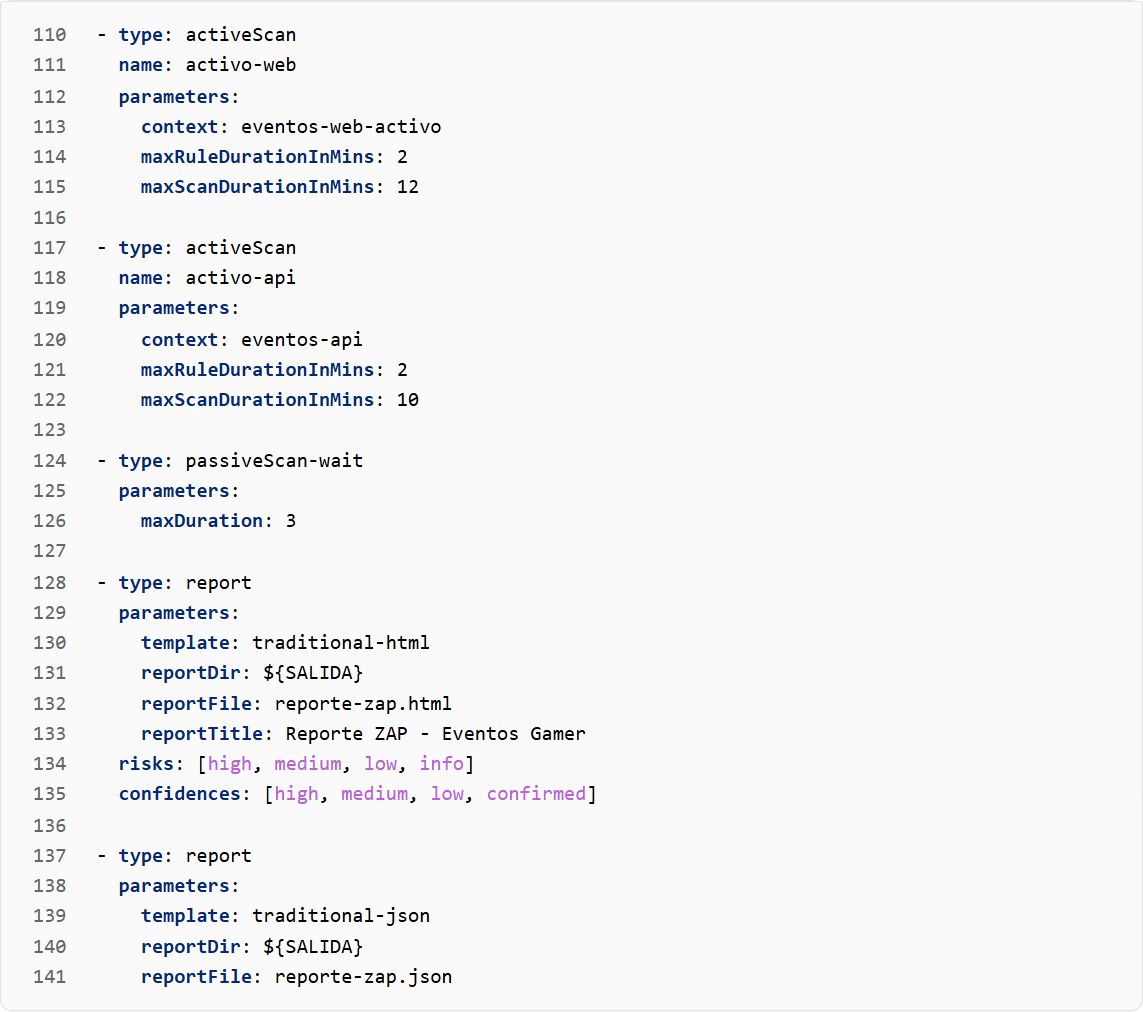 110 - type: activeScan
111 name: activo-web
112 parameters:
113 context: eventos-web-activo
114 maxRuleDurationInMins: 2
115 maxScanDurationInMins: 12
116
117 - type: activeScan
118 name: activo-api
119 parameters:
120 context: eventos-api
121 maxRuleDurationInMins: 2
122 maxScanDurationInMins: 10
123
124 - type: passiveScan-wait
125 parameters:
126 maxDuration: 3
127
128 - type: report
129 parameters:
130 template: traditional-html
131 reportDir: ${SALIDA}
132 reportFile: reporte-zap.html
133 reportTitle: Reporte ZAP - Eventos Gamer
134 risks: [high, medium, low, info]
135 confidences: [high, medium, low, confirmed]
136
137 - type: report
138 parameters:
139 template: traditional-json
140 reportDir: ${SALIDA}
141 reportFile: reporte-zap.json